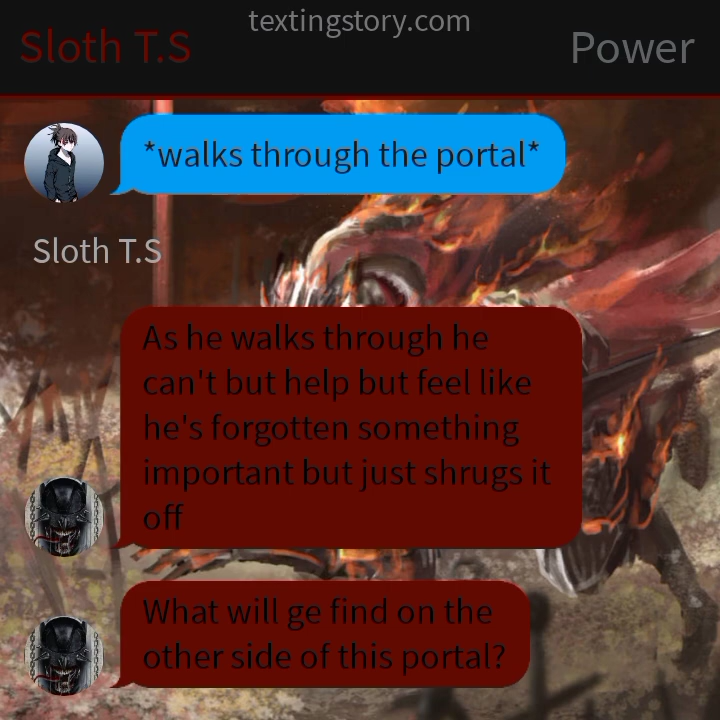 textingstory.com
Sloth T.S
Power
*walks through the portal*
Sloth T.S
As he walks through he
can't but help but feel like
he's forgotten something
important but just shrugs it
off
What will ge find on the
other side of this portal?